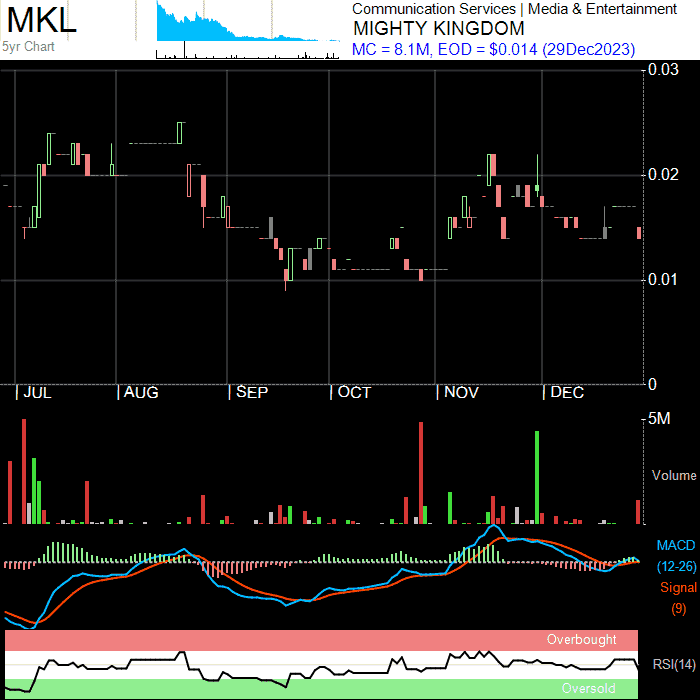 MKL
5yr Chart
Communication Services | Media & Entertainment
MIGHTY KINGDOM
MC = 8.1M, EOD = $0.014 (29Dec2023)
0.03
0.02
0.01
0
| JUL | AUG | SEP | OCT | NOV | DEC
5M
Volume
MACD
(12-26)
Signal
(9)
Overbought
RSI(14)
Oversold